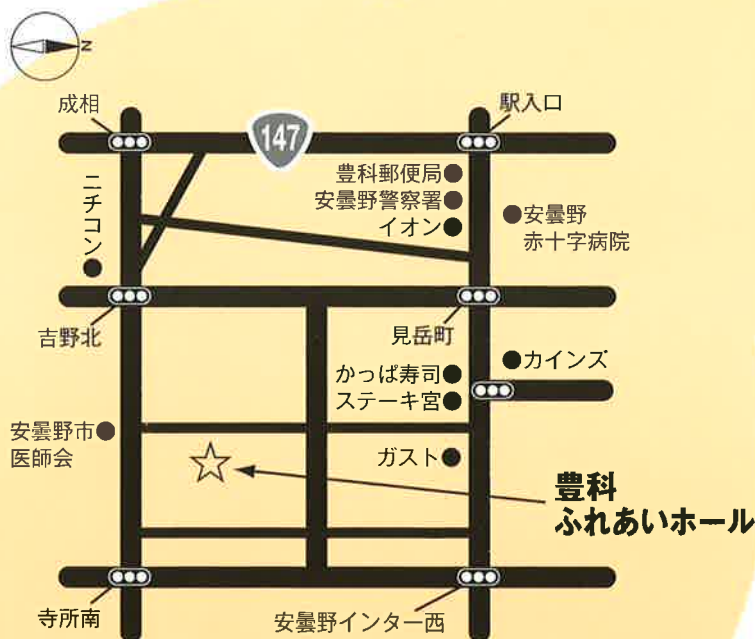 N
成相
147
駅入口
豊科郵便局
安曇野警察署
イオン
ニチコン
安曇野
赤十字病院
吉野北
見岳町
かっぱ寿司
ステーキ宮
カインズ
安曇野市
医師会
ガスト
豊科
ふれあいホール
寺所南
安曇野インター西